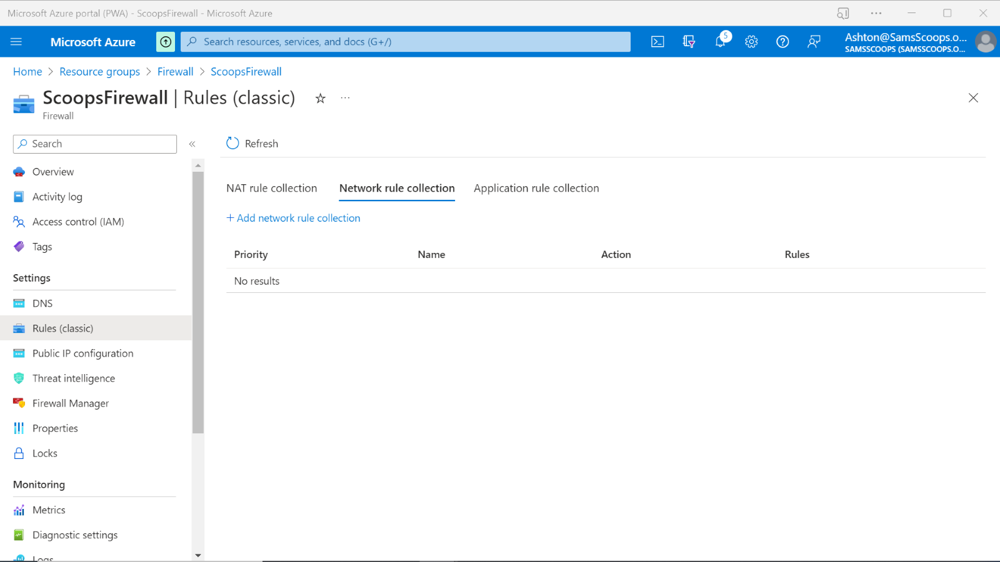 Microsoft Azure portal (PWA) - ScoopsFirewall - Microsoft Azure
Microsoft Azure
Search resources, services, and docs (G+/)
5
Ashton@SamsScoops.o...
SAMSSCOOPS (SAMSSCOOPS.O...
Home > Resource groups > Firewall > ScoopsFirewall
ScoopsFirewall | Rules (classic)
Firewall
Search
Refresh
Overview
Activity log
Access control (IAM)
Tags
Settings
DNS
Rules (classic)
Public IP configuration
Threat intelligence
Firewall Manager
Properties
Locks
Monitoring
Metrics
Diagnostic settings
Logs
NAT rule collection Network rule collection Application rule collection
+ Add network rule collection
Priority Name Action Rules
No results